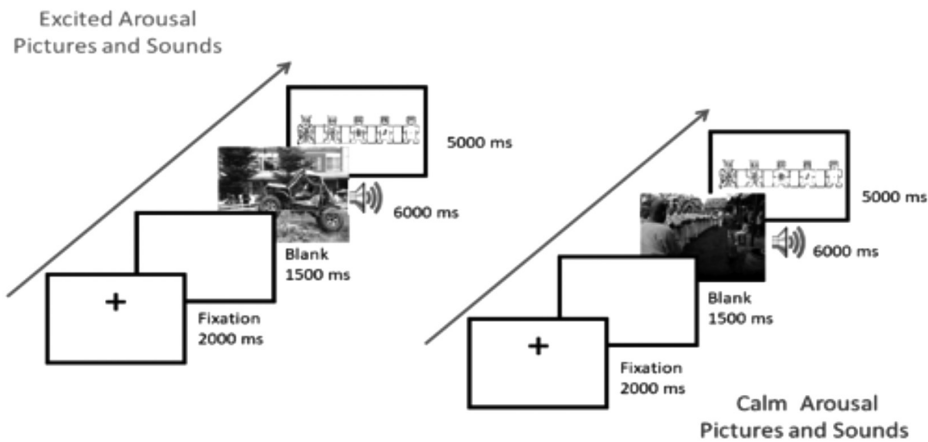 Excited Arousal
Pictures and Sounds
5000 ms
6000 ms
Blank
1500 ms
Fixation
2000 ms
5000 ms
6000 ms
Blank
1500 ms
Fixation
2000 ms
Calm Arousal
Pictures and Sounds